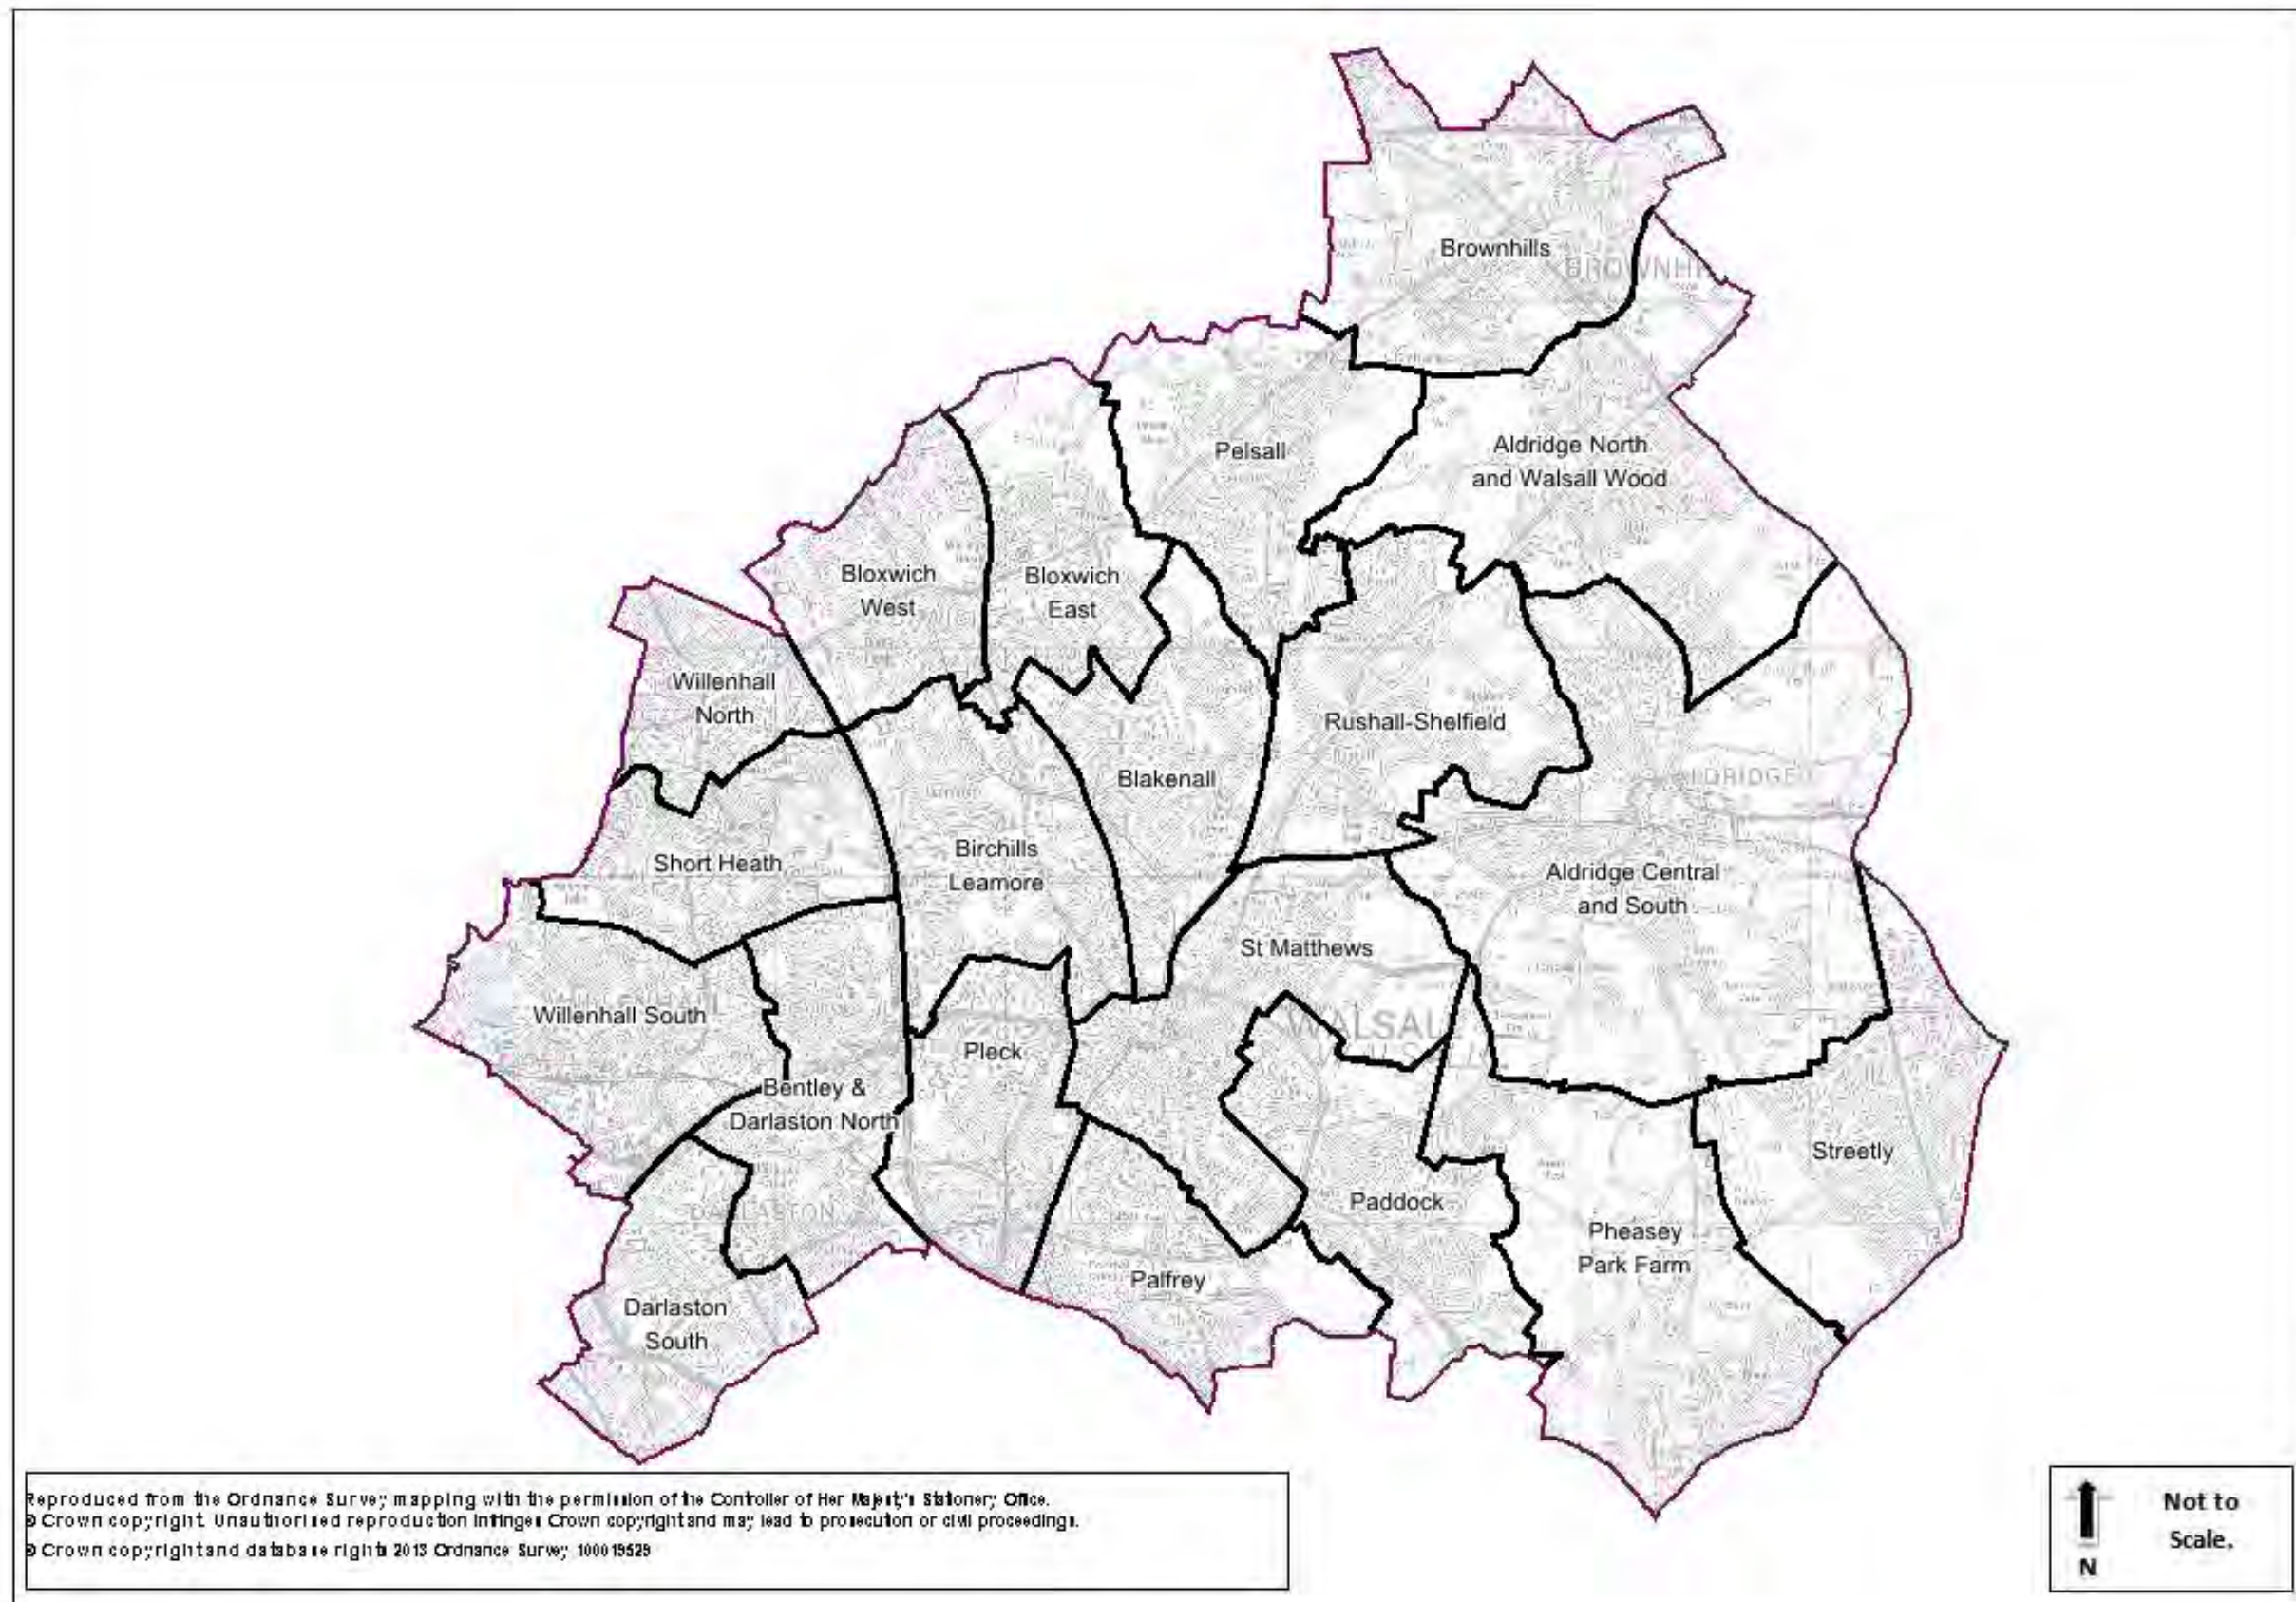 Brownhills
BROWNHI
Pelsall
Aldridge North
and Walsall Wood
Bloxwich
West
Bloxwich
East
Willenhall
North
Rushall-Shelfield
Blakenall
LDRIDGE
Short Heath
Birchills
Leamore
Aldridge Central
and South
St Matthews
Willenhall South
WALSALL
Pleck
Bentley &
Darlaston North
Streetly
Paddock
DARLASTON
Pheasey
Park Farm
Palfrey
Darlaston
South
Reproduced from the Ordnance Survey mapping with the permission of the Controller of Her Majesty's Stationery Office.
© Crown copyright. Unauthorised reproduction infringes Crown copyright and may lead to prosecution or civil proceedings.
© Crown copyright and database rights 2013 Ordnance Survey 100019529
Not to
Scale.
N